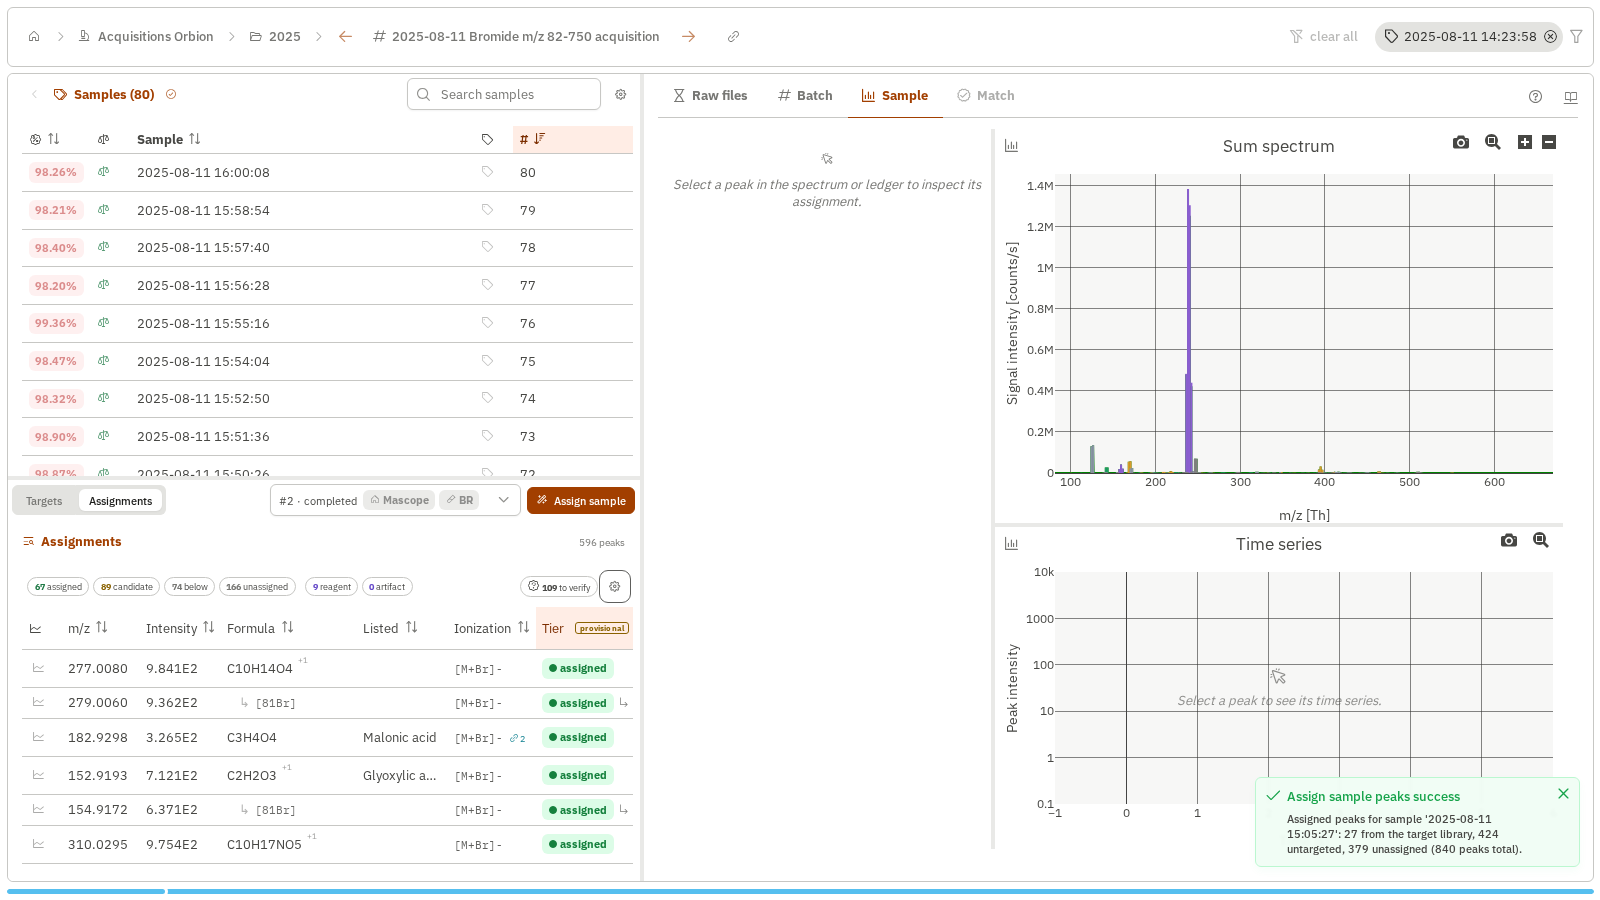 Acquisitions Orbion
2025
2025-08-11 Bromide m/z 82-750 acquisition
clear all
2025-08-11 14:23:58
Samples (80)
Search samples
Sample
#
98.26% 2025-08-11 16:00:08 80
98.21% 2025-08-11 15:58:54 79
98.40% 2025-08-11 15:57:40 78
98.20% 2025-08-11 15:56:28 77
99.36% 2025-08-11 15:55:16 76
98.47% 2025-08-11 15:54:04 75
98.32% 2025-08-11 15:52:50 74
98.90% 2025-08-11 15:51:36 73
98.87% 2025-08-11 15:50:26 72
Targets
Assignments
#2 · completed Mascope BR
Assign sample
Assignments
596 peaks
67 assigned
89 candidate
74 below
166 unassigned
9 reagent
0 artifact
109 to verify
m/z Intensity Formula Listed Ionization Tier provisional
277.0080 9.841E2 C10H14O4 +1 [M+Br]- assigned
279.0060 9.362E2 ↳ [81Br] [M+Br]- assigned ↳
182.9298 3.265E2 C3H4O4 Malonic acid [M+Br]- 2 assigned
152.9193 7.121E2 C2H2O3 +1 Glyoxylic a... [M+Br]- assigned
154.9172 6.371E2 ↳ [81Br] [M+Br]- assigned ↳
310.0295 9.754E2 C10H17NO5 +1 [M+Br]- assigned
Raw files
# Batch
Sample
Match
Select a peak in the spectrum or ledger to inspect its
assignment.
Sum spectrum
Signal intensity [counts/s]
1.4M
1.2M
1M
0.8M
0.6M
0.4M
0.2M
0
100 200 300 400 500 600
m/z [Th]
Time series
Peak intensity
10k
1000
100
10
1
0.1
−1 0 1
Select a peak to see its time series.
Assign sample peaks success
Assigned peaks for sample '2025-08-11
15:05:27': 27 from the target library, 424
untargeted, 379 unassigned (840 peaks total).